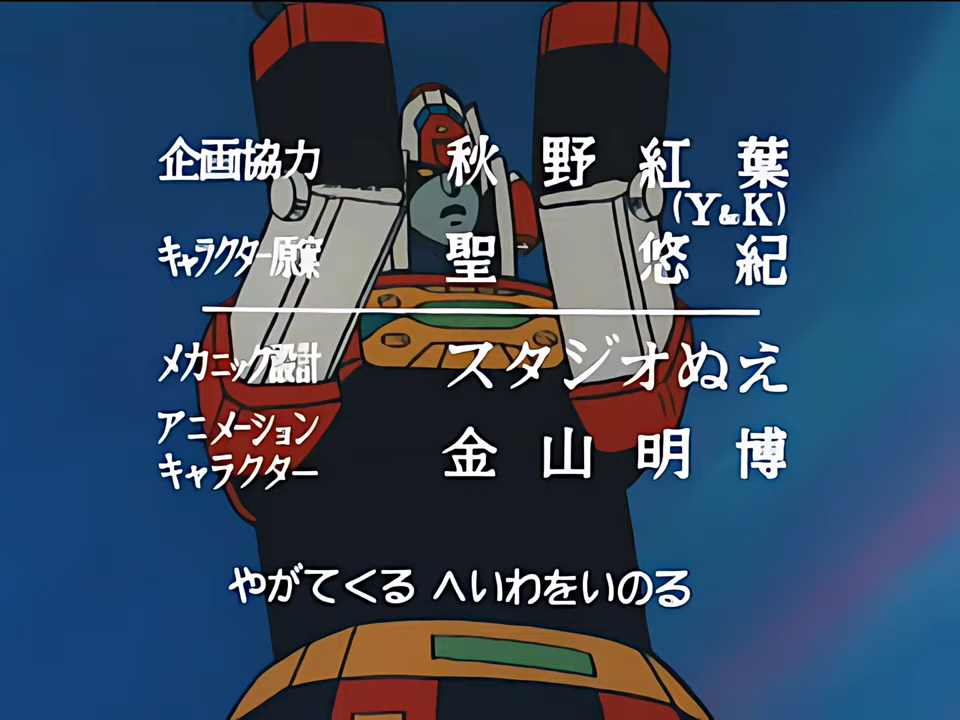 企画協力 秋野紅葉
(Y&K)
キャラクター原案 聖 悠紀
メカニック設計 スタジオぬえ
アニメーション
キャラクター 金山明博
やがてくる へいわをいのる